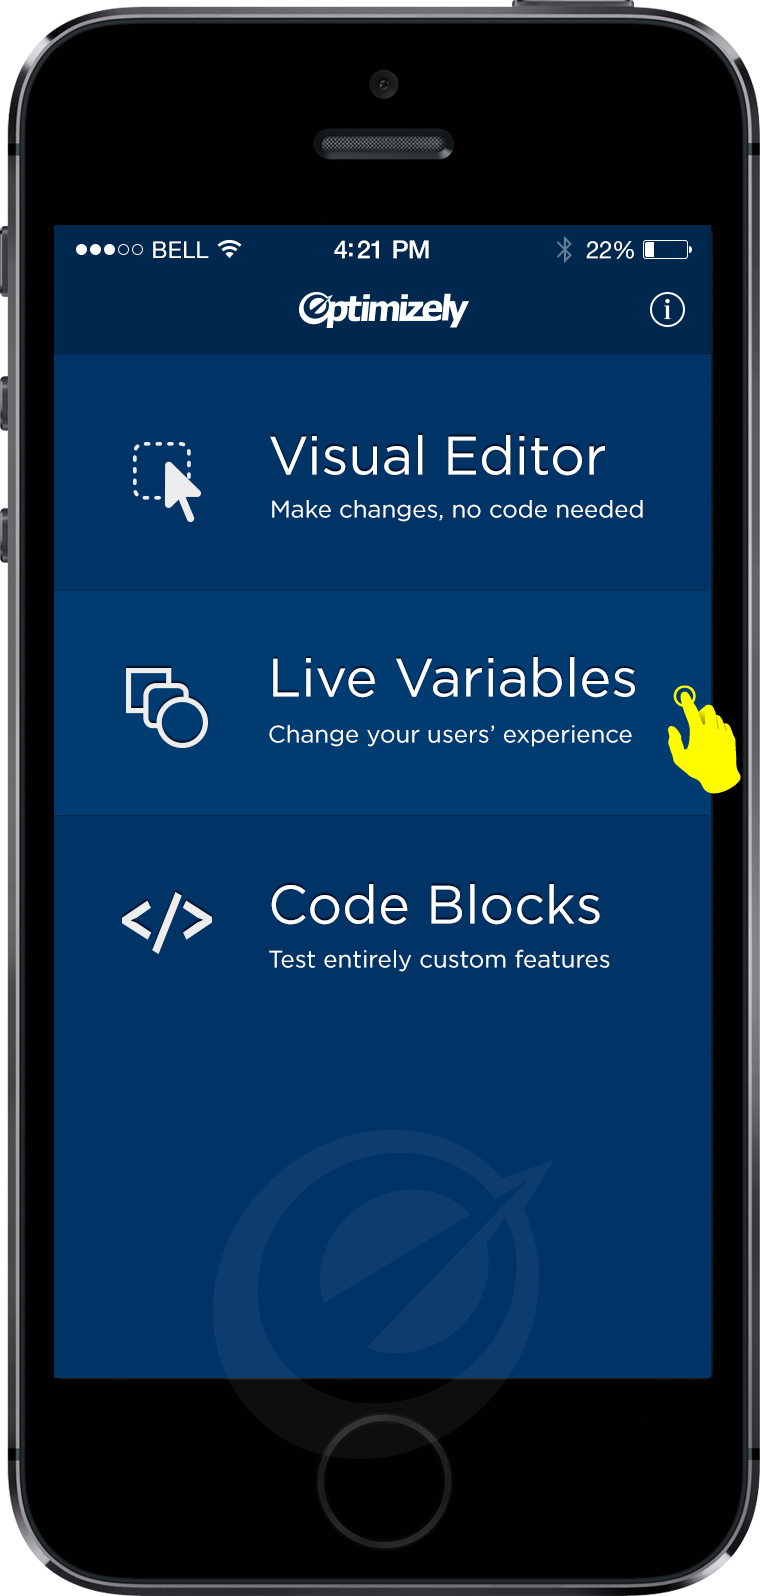 BELL 4:21 PM 22%
Optimizely
i
Visual Editor
Make changes, no code needed
Live Variables
Change your users’ experience
Code Blocks
Test entirely custom features